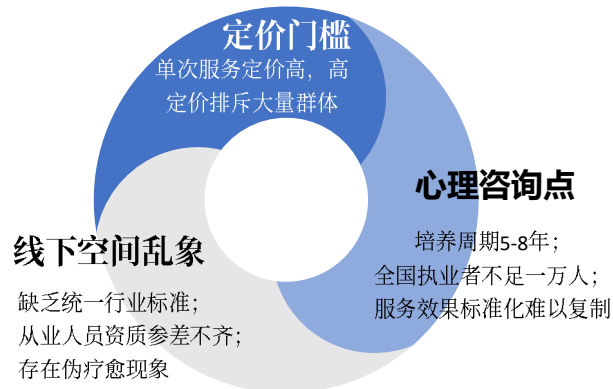 定价门槛
单次服务定价高，高
定价排斥大量群体
心理咨询点
培养周期5-8年；
全国执业者不足一万人；
服务效果标准化难以复制
线下空间乱象
缺乏统一行业标准；
从业人员资质参差不齐；
存在伪疗愈现象